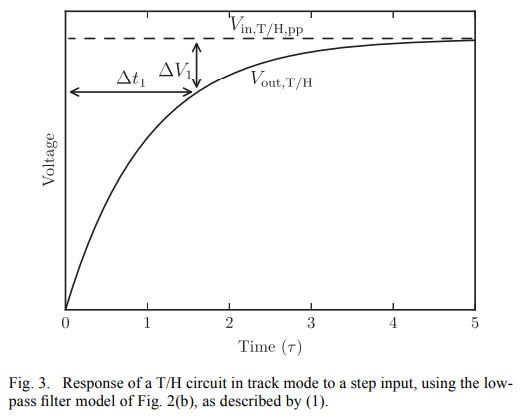 V_in,T/H,pp
ΔV_1
Δt_1
V_out,T/H
Voltage
0 1 2 3 4 5
Time (τ)
Fig. 3. Response of a T/H circuit in track mode to a step input, using the low-
pass filter model of Fig. 2(b), as described by (1).